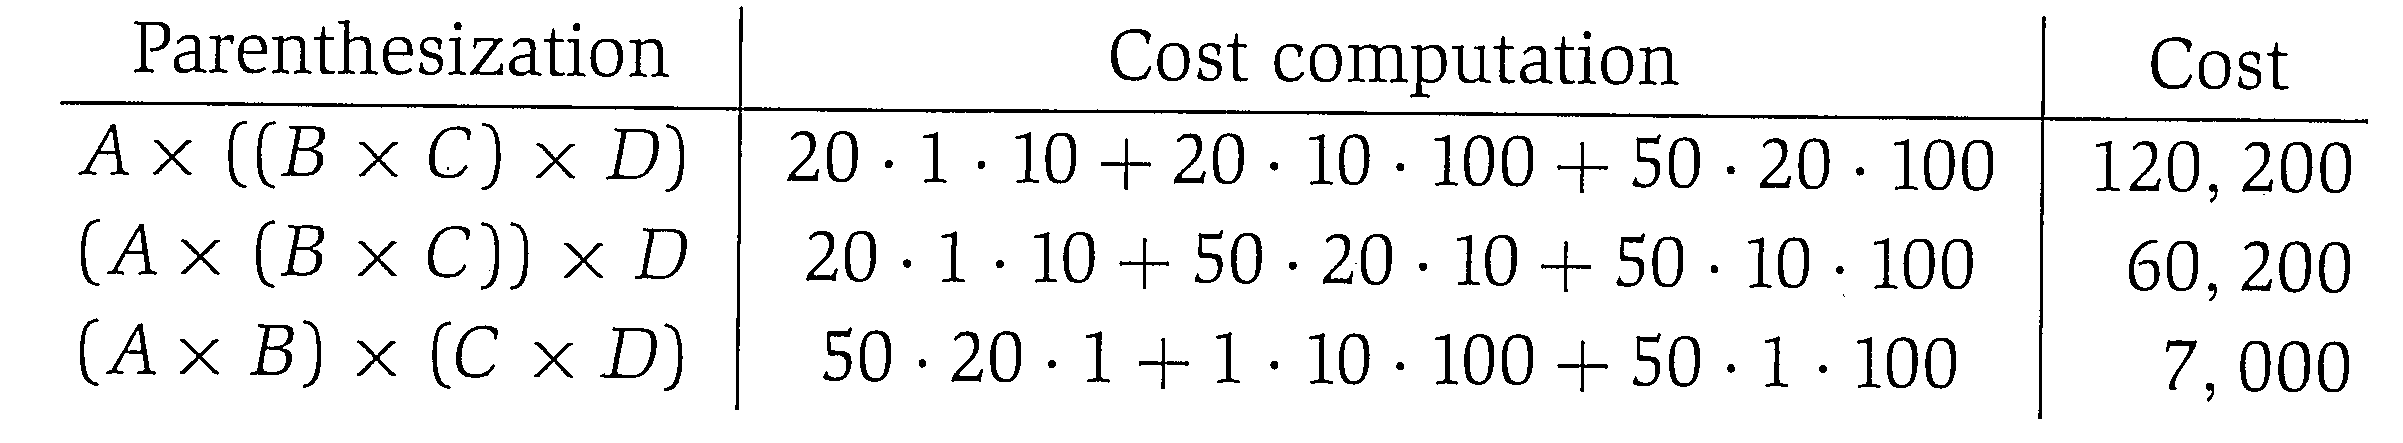 Parenthesization Cost computation Cost
A × ((B × C) × D) 20 · 1 · 10 + 20 · 10 · 100 + 50 · 20 · 100 120, 200
(A × (B × C)) × D 20 · 1 · 10 + 50 · 20 · 10 + 50 · 10 · 100 60, 200
(A × B) × (C × D) 50 · 20 · 1 + 1 · 10 · 100 + 50 · 1 · 100 7, 000